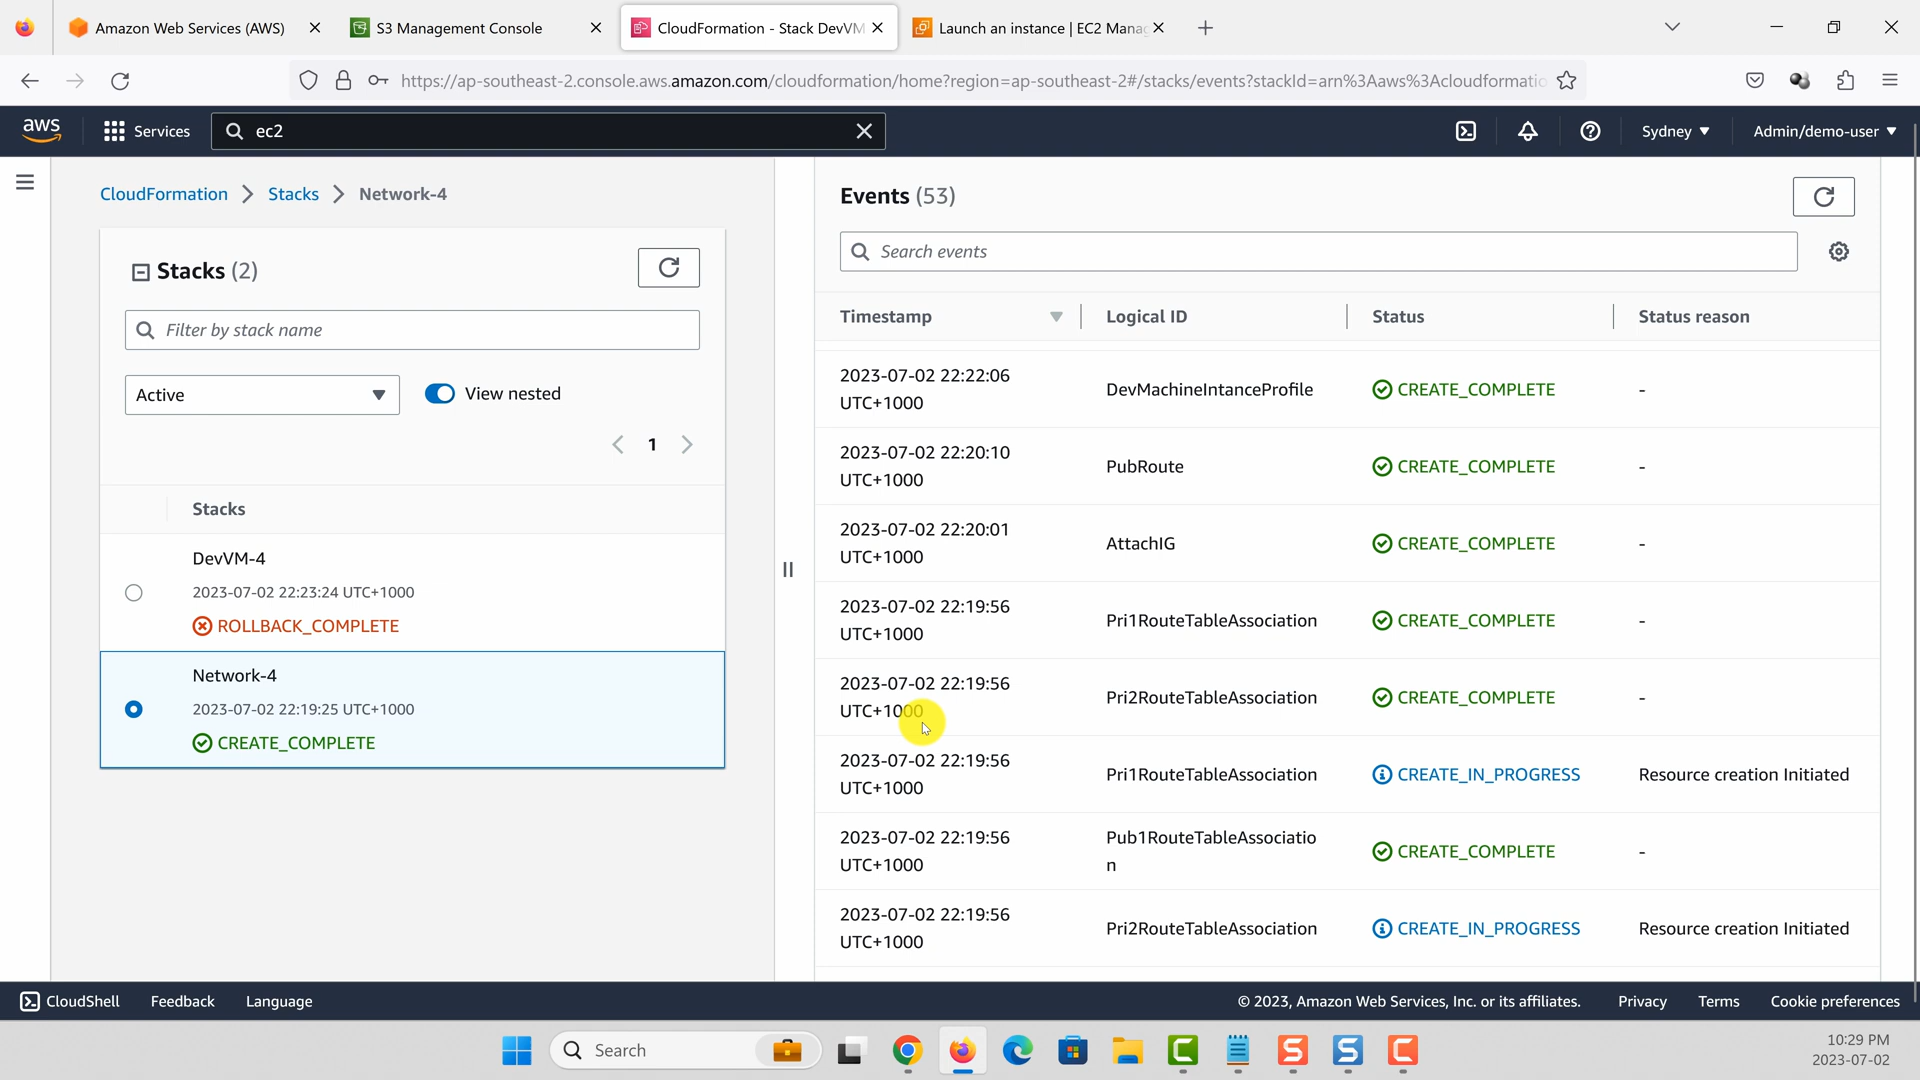 Amazon Web Services (AWS)
S3 Management Console
CloudFormation - Stack DevVM
Launch an instance | EC2 Mana
https://ap-southeast-2.console.aws.amazon.com/cloudformation/home?region=ap-southeast-2#/stacks/events?stackId=arn%3Aaws%3Acloudformatio
aws
Services
ec2
Sydney
Admin/demo-user
CloudFormation
Stacks
Network-4
Stacks (2)
Filter by stack name
Active
View nested
1
Stacks
DevVM-4
2023-07-02 22:23:24 UTC+1000
ROLLBACK_COMPLETE
Network-4
2023-07-02 22:19:25 UTC+1000
CREATE_COMPLETE
Events (53)
Search events
Timestamp
Logical ID
Status
Status reason
2023-07-02 22:22:06
UTC+1000
DevMachineIntanceProfile
CREATE_COMPLETE
-
2023-07-02 22:20:10
UTC+1000
PubRoute
CREATE_COMPLETE
-
2023-07-02 22:20:01
UTC+1000
AttachIG
CREATE_COMPLETE
-
2023-07-02 22:19:56
UTC+1000
Pri1RouteTableAssociation
CREATE_COMPLETE
-
2023-07-02 22:19:56
UTC+1000
Pri2RouteTableAssociation
CREATE_COMPLETE
-
2023-07-02 22:19:56
UTC+1000
Pri1RouteTableAssociation
CREATE_IN_PROGRESS
Resource creation Initiated
2023-07-02 22:19:56
UTC+1000
Pub1RouteTableAssociatio
n
CREATE_COMPLETE
-
2023-07-02 22:19:56
UTC+1000
Pri2RouteTableAssociation
CREATE_IN_PROGRESS
Resource creation Initiated
CloudShell
Feedback
Language
© 2023, Amazon Web Services, Inc. or its affiliates.
Privacy
Terms
Cookie preferences
Search
10:29 PM
2023-07-02